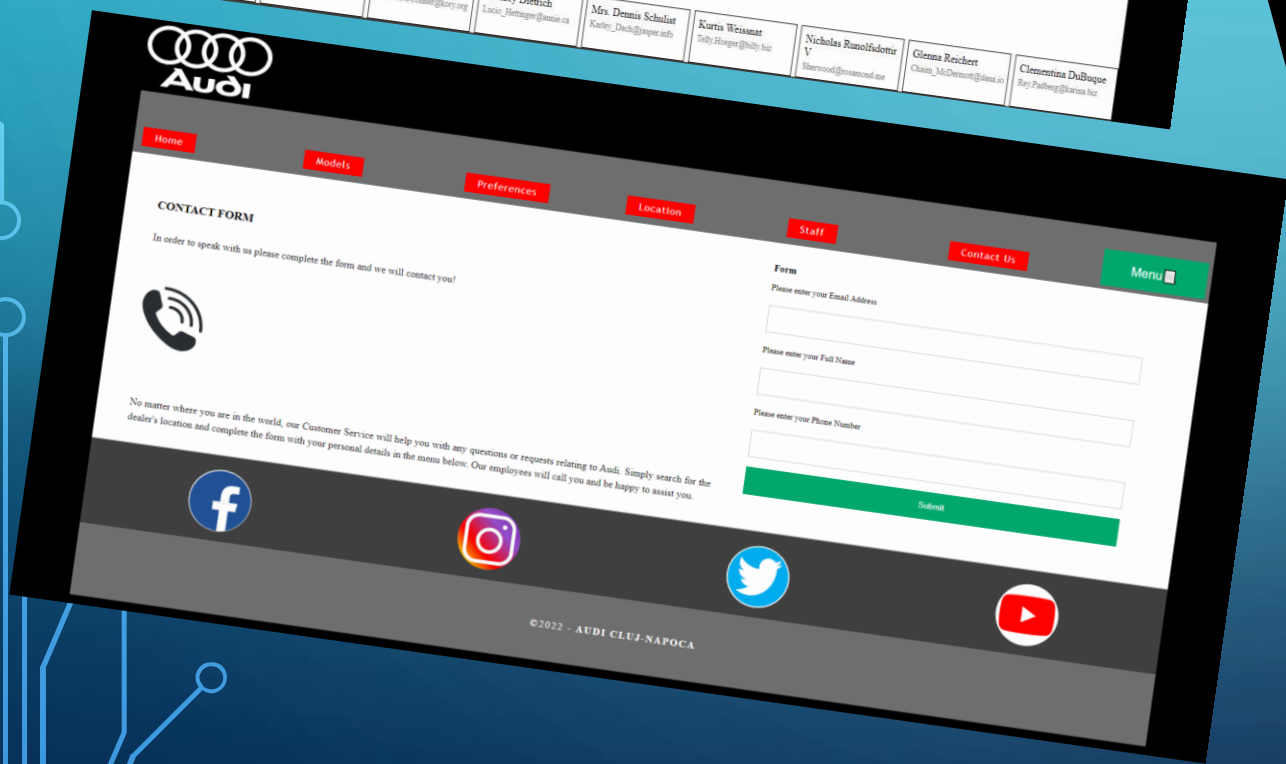 Lucio_Hettinger@annie.ca
Mrs. Dennis Schulist
Karley_Dach@jasper.info
Kurtis Weissnat
Telly.Hoeger@billy.biz
Nicholas Runolfsdottir
V
Sherwood@rosamond.me
Glenna Reichert
Chaim_McDermott@dana.io
Clementina DuBuque
Rey.Padberg@karina.biz
Audi
Home
Models
Preferences
Location
Staff
Contact Us
Menu
CONTACT FORM
In order to speak with us please complete the form and we will contact you!
No matter where you are in the world, our Customer Service will help you with any questions or requests relating to Audi. Simply search for the
dealer's location and complete the form with your personal details in the menu below. Our employees will call you and be happy to assist you.
Form
Please enter your Email Address
Please enter your Full Name
Please enter your Phone Number
Submit
©2022 - AUDI CLUJ-NAPOCA